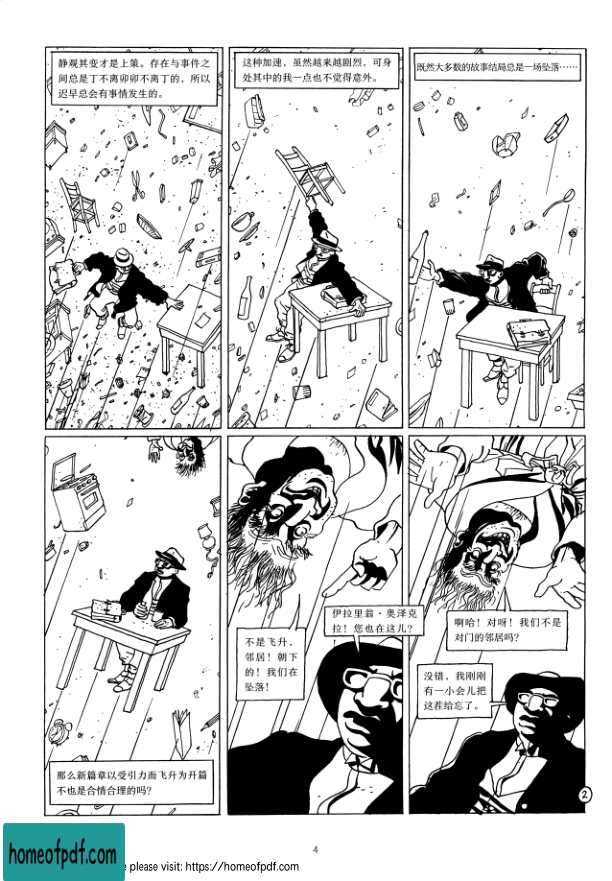 静观其变才是上策。存在与事件之
间总是丁不离卯卯不离丁的，所以
迟早总会有事情发生的。
这种加速，虽然越来越剧烈，可身
处其中的我一点也不觉得意外。
既然大多数的故事结局总是一场坠落……
那么新篇章以受引力而飞升为开篇
不也是合情合理的吗？
不是飞升，
邻居！朝下
的！我们在
坠落！
伊拉里翁·奥泽克
拉！您也在这儿？
啊哈！对呀！我们不是
对门的邻居吗？
没错，我刚刚
有一小会儿把
这茬给忘了。
2
4
homeofpdf.com
e please visit: https://homeofpdf.com